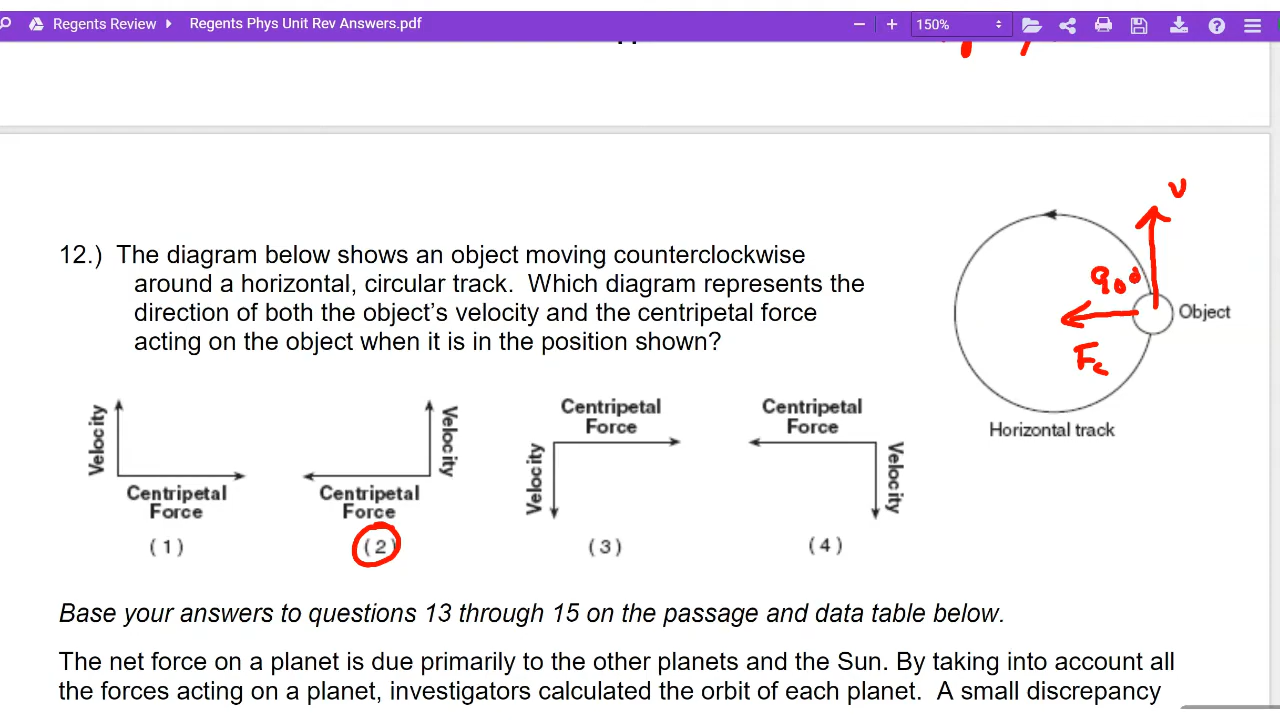 Regents Review
Regents Phys Unit Rev Answers.pdf
150%
12.) The diagram below shows an object moving counterclockwise
around a horizontal, circular track. Which diagram represents the
direction of both the object's velocity and the centripetal force
acting on the object when it is in the position shown?
v
90°
Object
Fc
Horizontal track
Velocity
Centripetal
Force
(1)
Velocity
Centripetal
Force
(2)
Centripetal
Force
Velocity
(3)
Centripetal
Force
Velocity
(4)
Base your answers to questions 13 through 15 on the passage and data table below.
The net force on a planet is due primarily to the other planets and the Sun. By taking into account all
the forces acting on a planet, investigators calculated the orbit of each planet. A small discrepancy